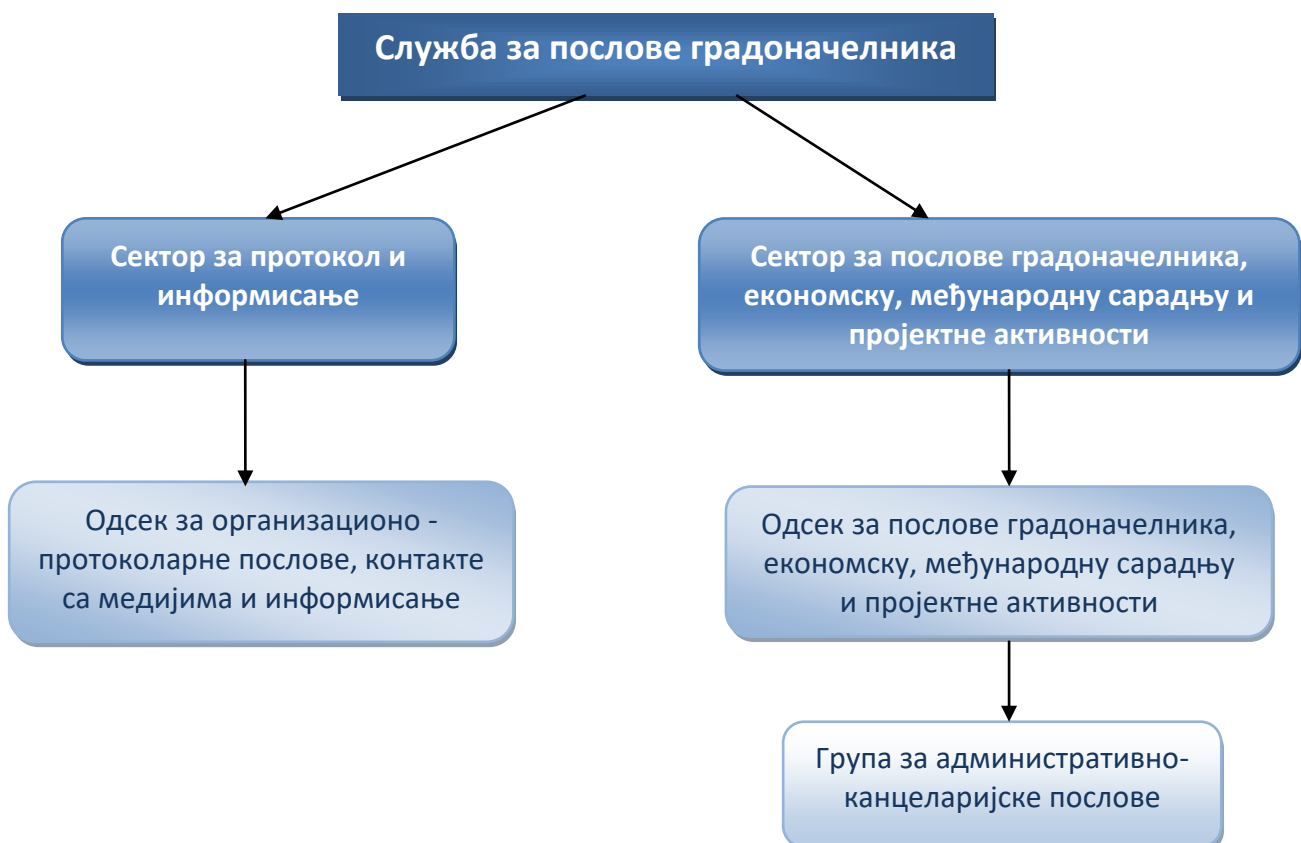 Служба за послове градоначелника
Сектор за протокол и
информисање
Сектор за послове градоначелника,
економску, међународну сарадњу и
пројектне активности
Одсек за организационо -
протоколарне послове, контакте
са медијима и информисање
Одсек за послове градоначелника,
економску, међународну сарадњу
и пројектне активности
Група за административно-
канцеларијске послове